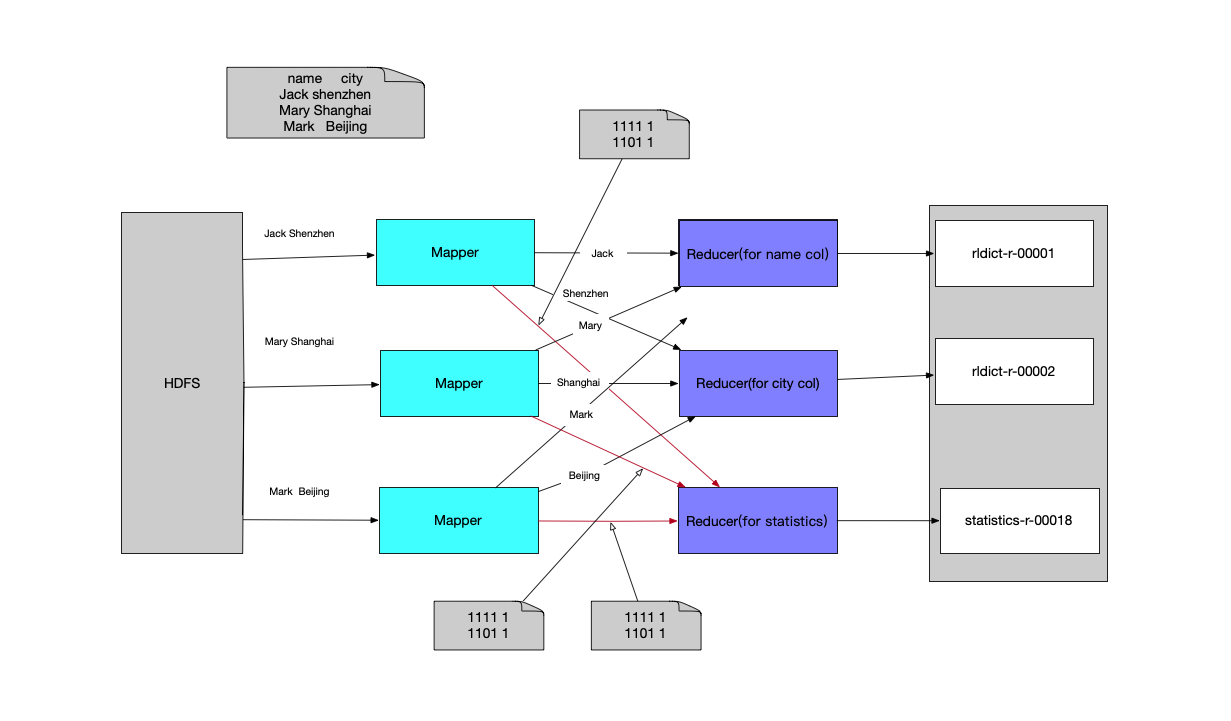 name city
Jack shenzhen
Mary Shanghai
Mark Beijing
1111 1
1101 1
Jack Shenzhen
Mapper
Jack
Reducer(for name col)
rldict-r-00001
Shenzhen
Mary
Mary Shanghai
HDFS
Mapper
Shanghai
Reducer(for city col)
rldict-r-00002
Mark
Beijing
Mark Beijing
Mapper
Reducer(for statistics)
statistics-r-00018
1111 1
1101 1
1111 1
1101 1